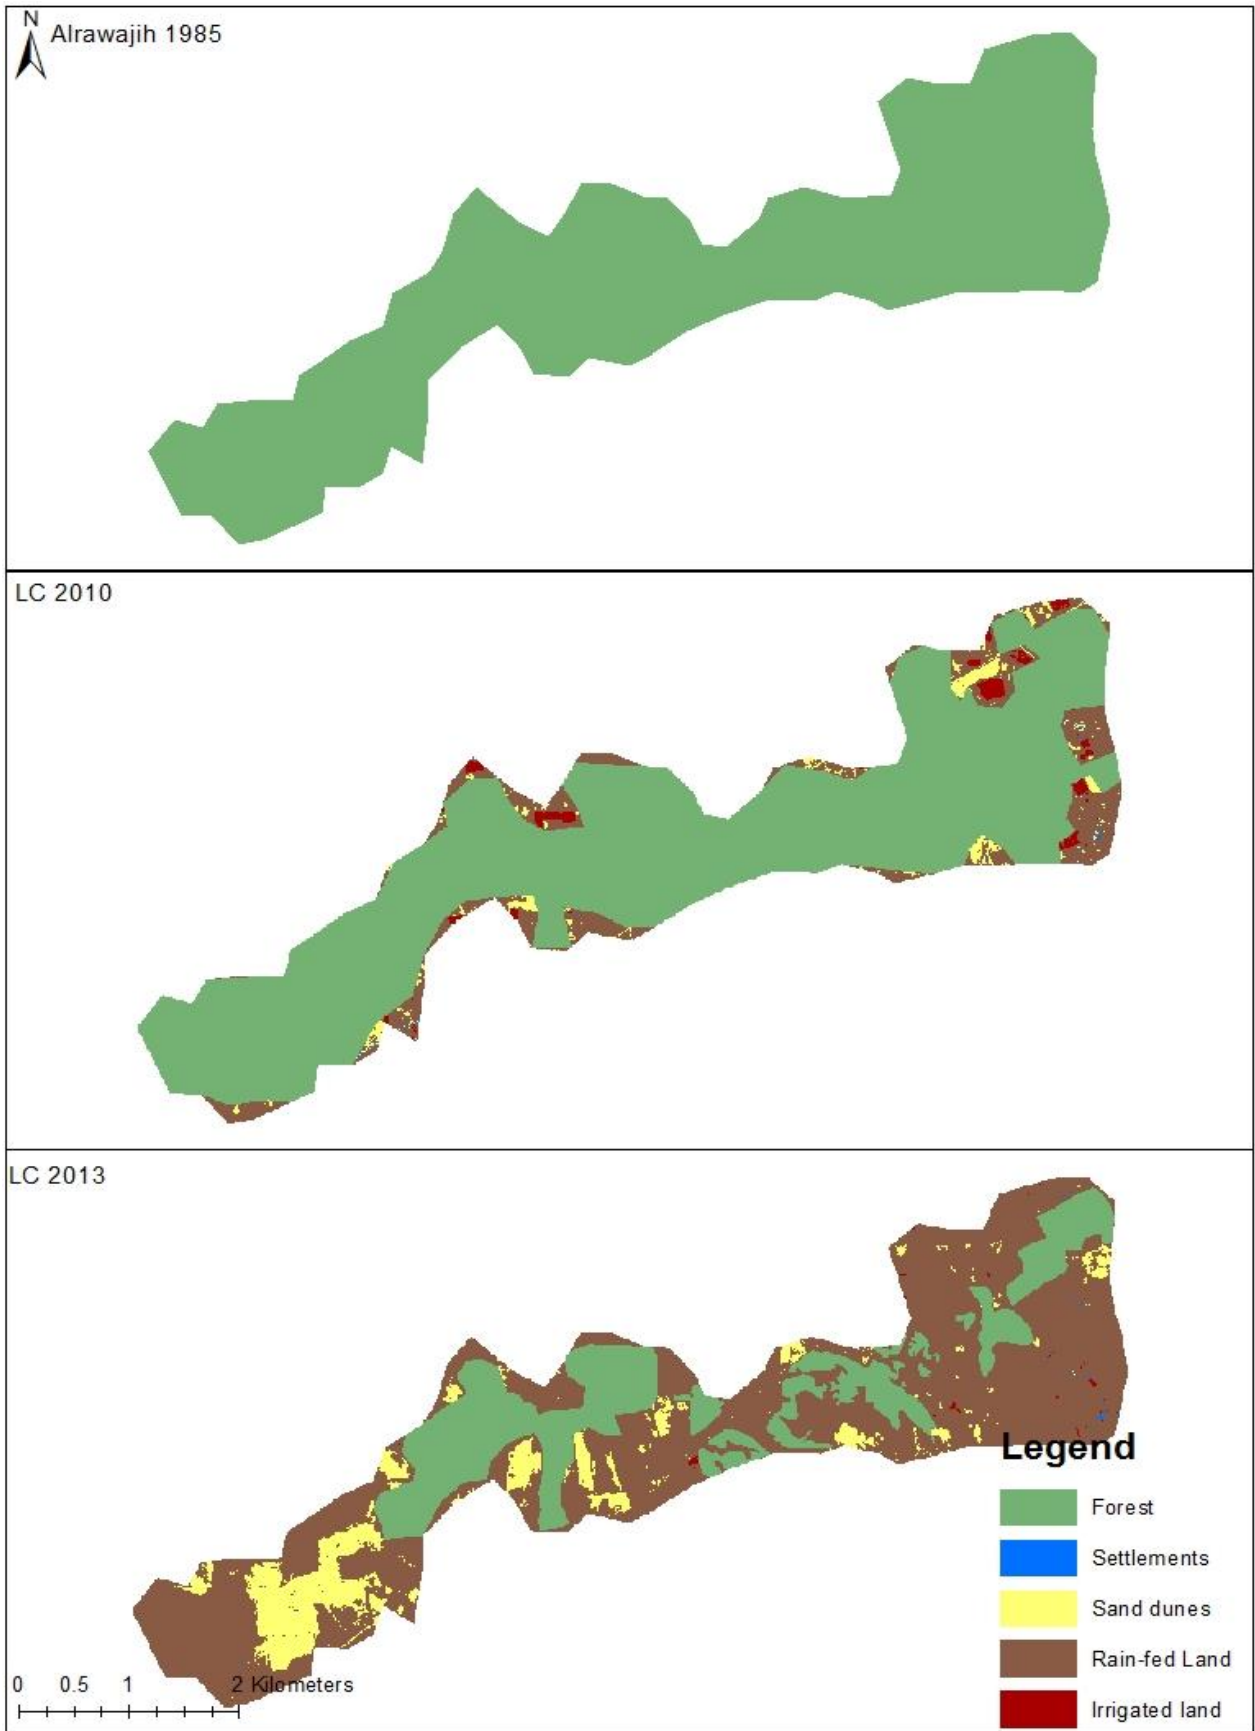 N
Alrawajih 1985
LC 2010
LC 2013
Legend
Forest
Settlements
Sand dunes
Rain-fed Land
Irrigated land
0 0.5 1 2 Kilometers